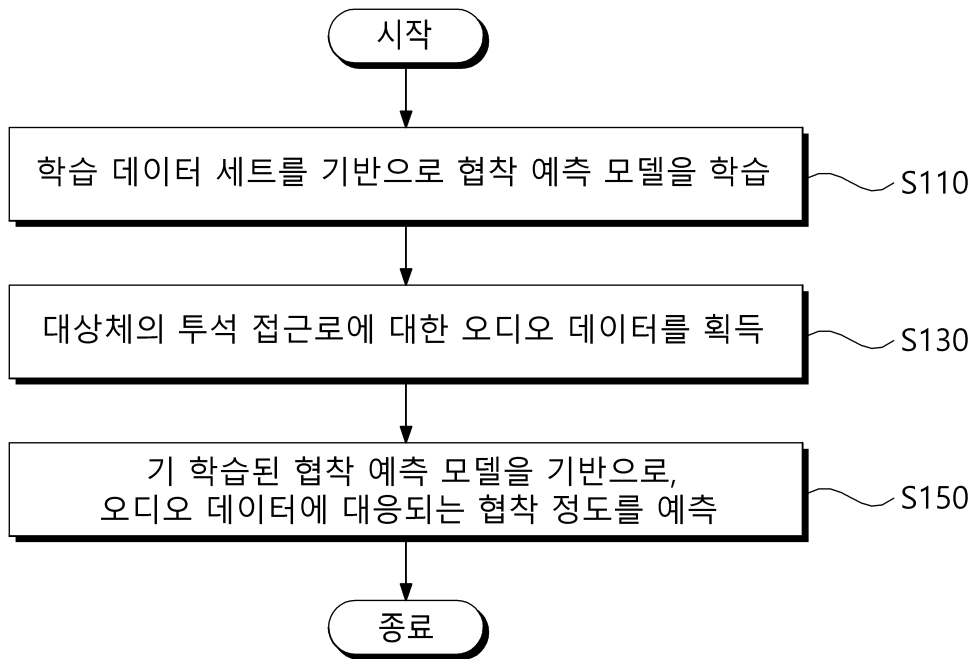 시작
학습 데이터 세트를 기반으로 협착 예측 모델을 학습
S110
대상체의 투석 접근로에 대한 오디오 데이터를 획득
S130
기 학습된 협착 예측 모델을 기반으로,
오디오 데이터에 대응되는 협착 정도를 예측
S150
종료